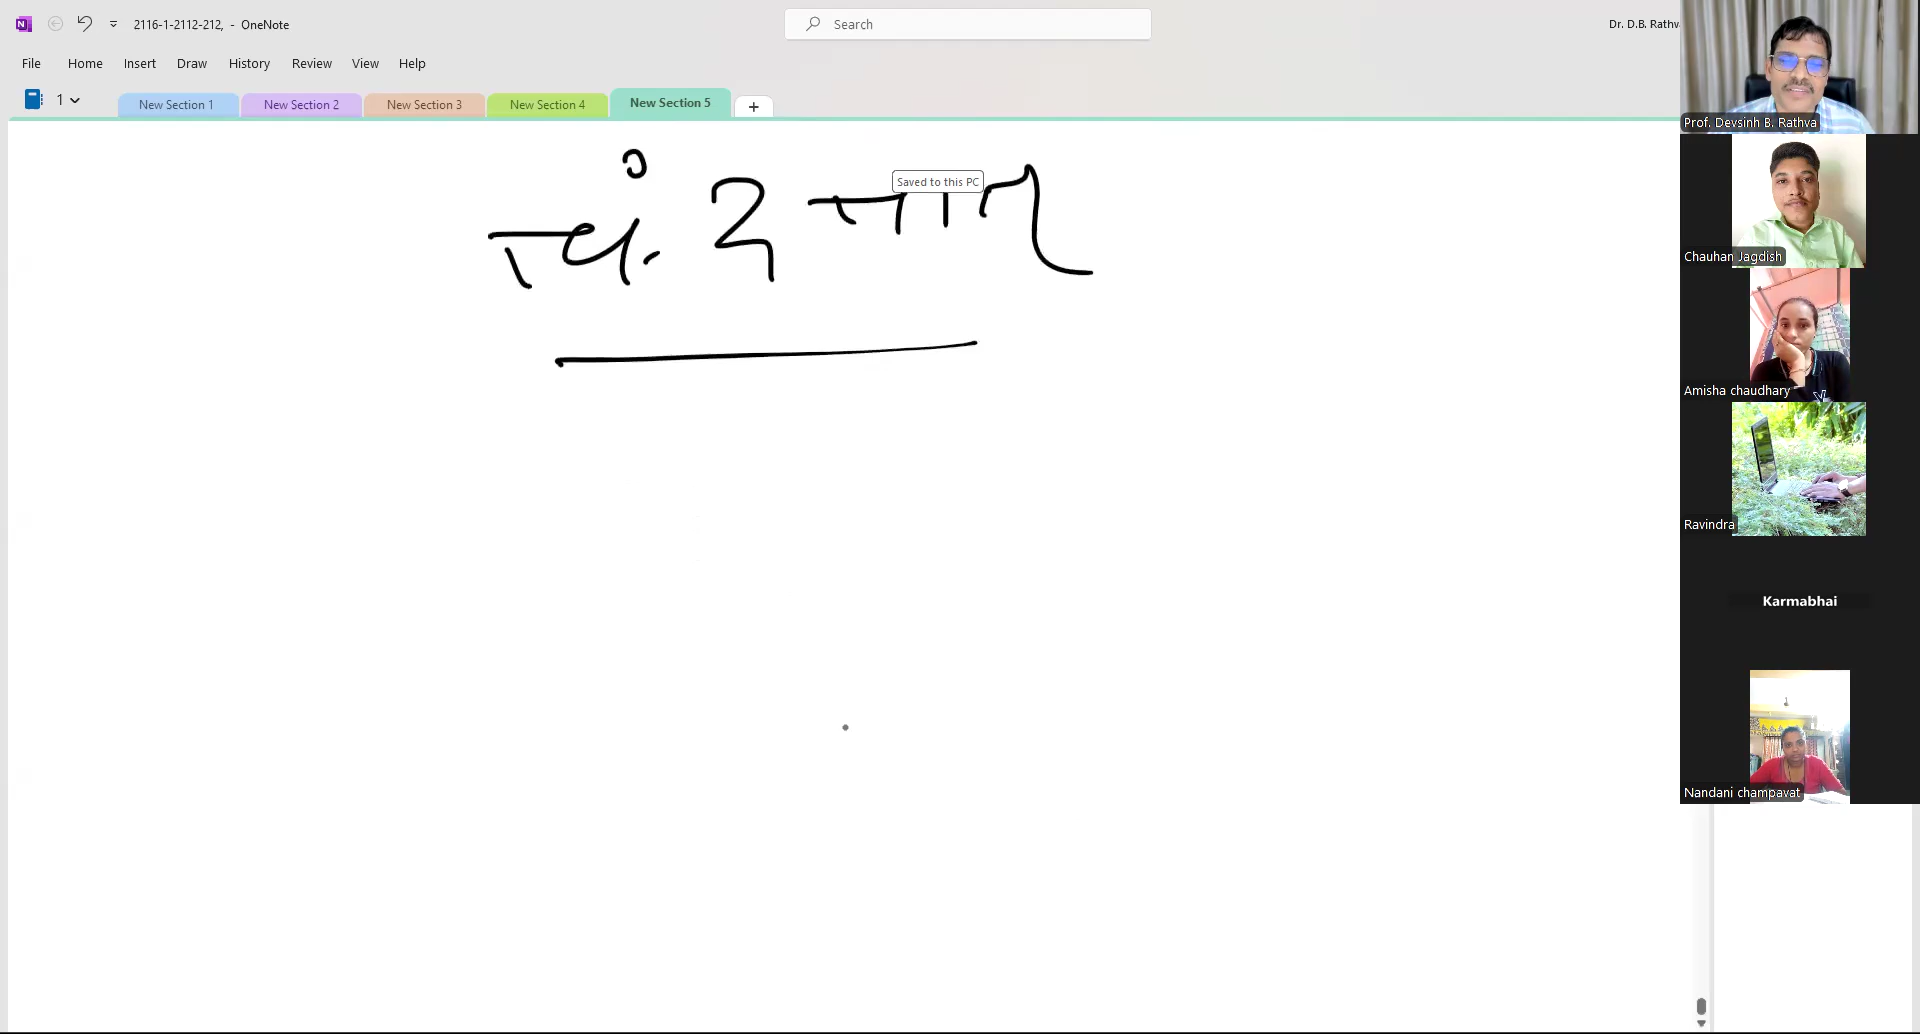 2116-1-2112-212, - OneNote
Search
Dr. D.B. Rathv
File Home Insert Draw History Review View Help
1
New Section 1 New Section 2 New Section 3 New Section 4 New Section 5 +
Saved to this PC
Prof. Devsinh B. Rathva
Chauhan Jagdish
Amisha chaudhary
Ravindra
Karmabhai
Nandani champavat